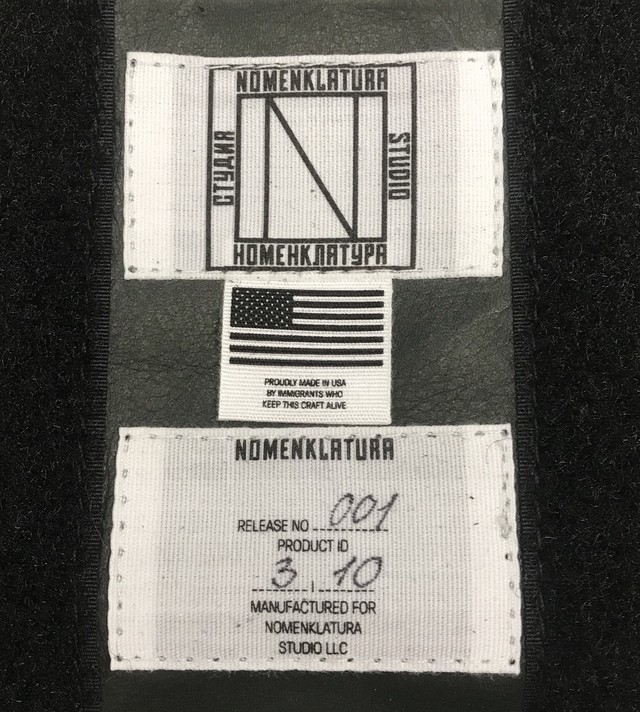 NOMENKLATURA
СТУДИЯ
STUDIO
НОМЕНКЛАТУРА
PROUDLY MADE IN USA
BY IMMIGRANTS WHO
KEEP THIS CRAFT ALIVE
NOMENKLATURA
RELEASE NO 001
PRODUCT ID
3 | 10
MANUFACTURED FOR
NOMENKLATURA
STUDIO LLC